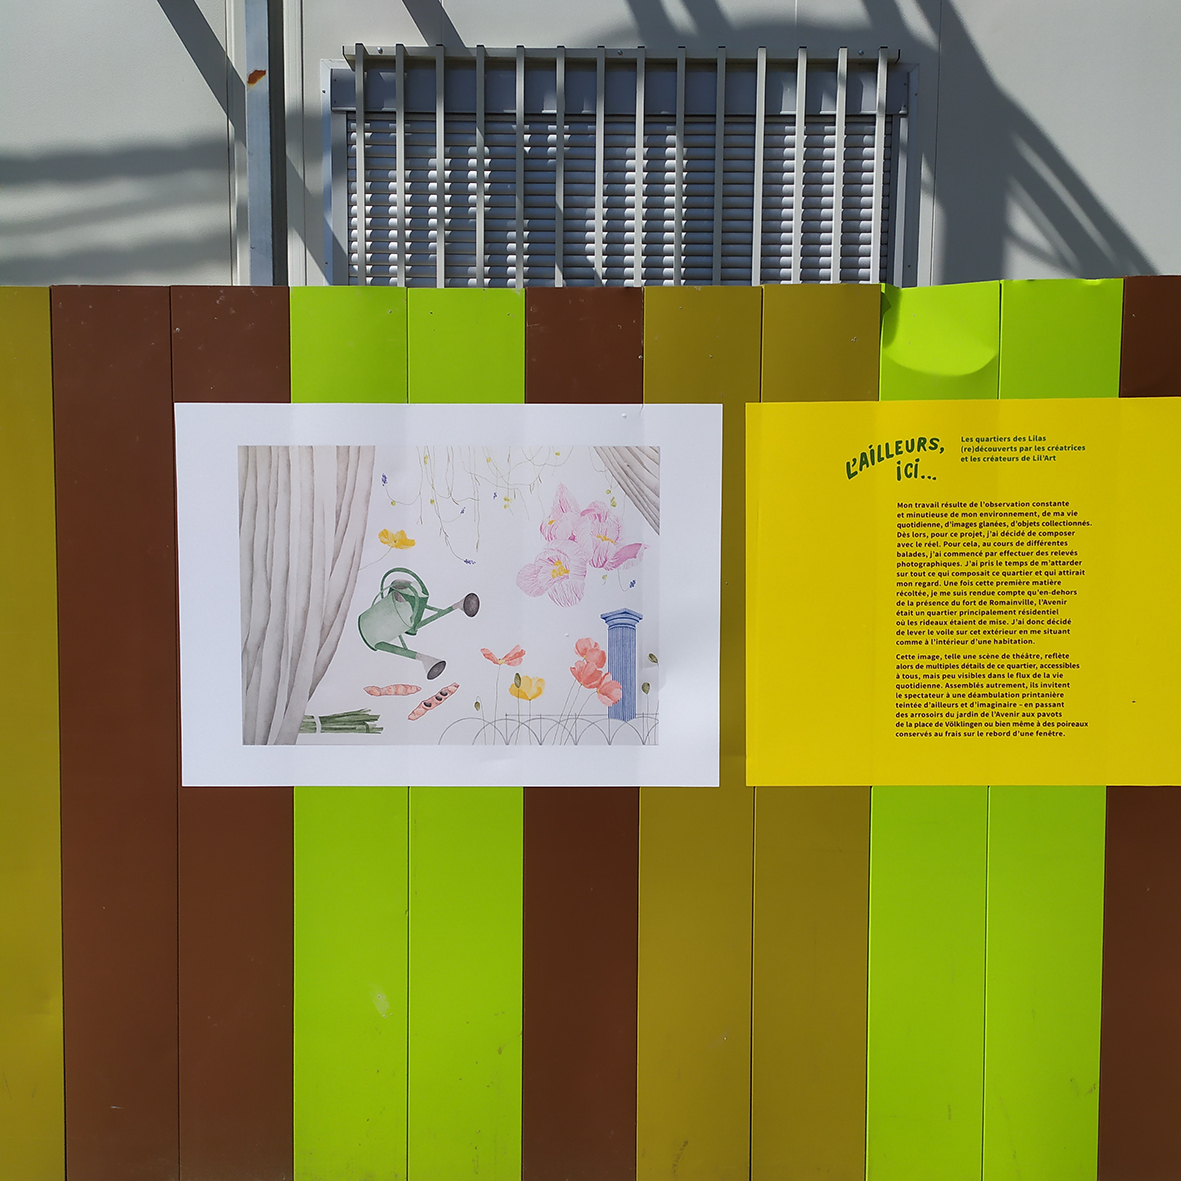 L'AILLEURS,
ici...
Les quartiers des Lilas
(re)découverts par les créatrices
et les créateurs de Lil'Art
Mon travail résulte de l'observation constante
et minutieuse de mon environnement, de ma vie
quotidienne, d'images glanées, d'objets collectionnés.
Dès lors, pour ce projet, j'ai décidé de composer
avec le réel. Pour cela, au cours de différentes
balades, j'ai commencé par effectuer des relevés
photographiques. J'ai pris le temps de m'attarder
sur tout ce qui composait ce quartier et qui attirait
mon regard. Une fois cette première matière
récoltée, je me suis rendue compte qu'en-dehors
de la présence du fort de Romainville, l'Avenir
était un quartier principalement résidentiel
où les rideaux étaient de mise. J'ai donc décidé
de lever le voile sur cet extérieur en me situant
comme à l'intérieur d'une habitation.
Cette image, telle une scène de théâtre, reflète
alors de multiples détails de ce quartier, accessibles
à tous, mais peu visibles dans le flux de la vie
quotidienne. Assemblés autrement, ils invitent
le spectateur à une déambulation printanière
teintée d'ailleurs et d'imaginaire – en passant
des arrosoirs du jardin de l'Avenir aux pavots
de la place de Völklingen ou bien même à des poireaux
conservés au frais sur le rebord d'une fenêtre.